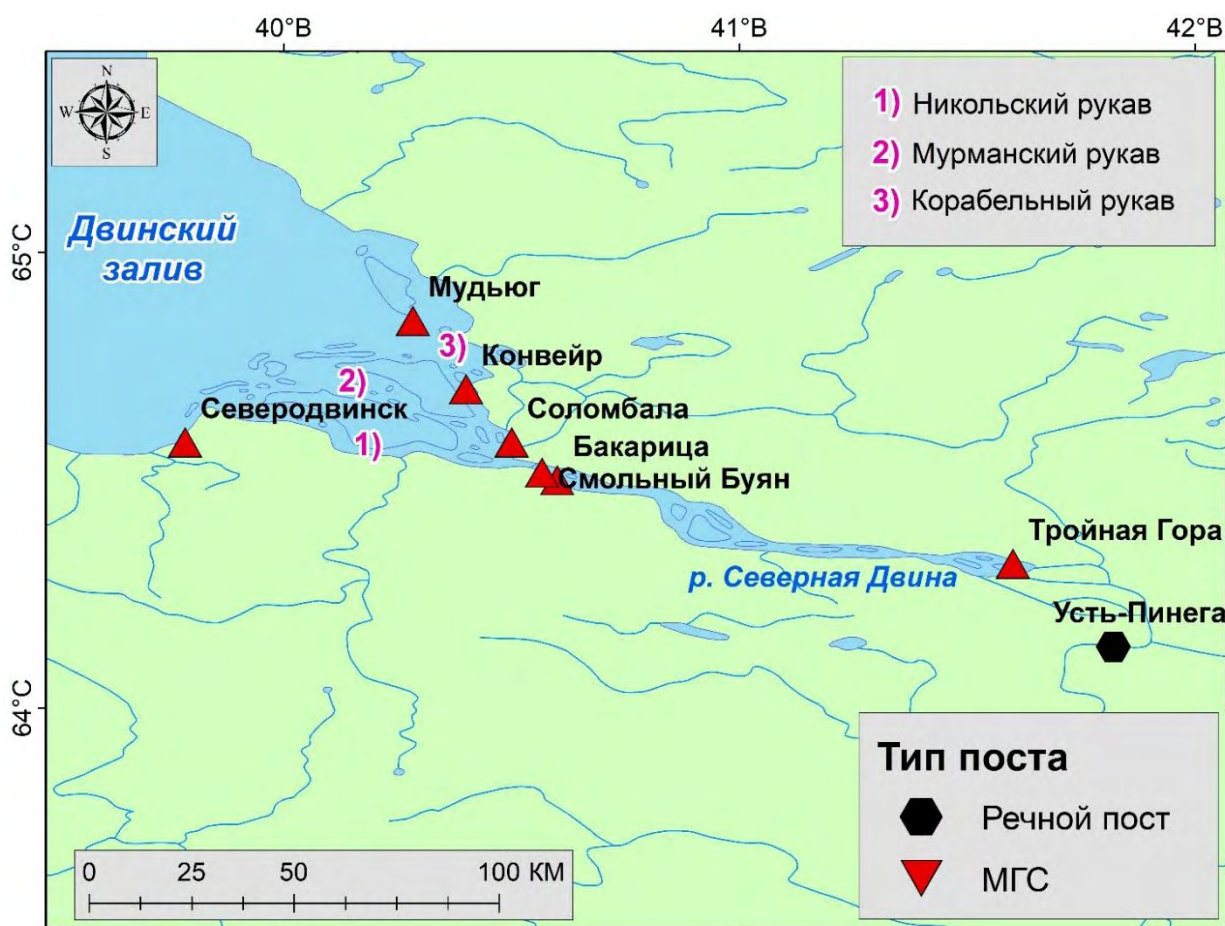 40°В
41°В
42°В
N
W
E
S
1) Никольский рукав
2) Мурманский рукав
3) Корабельный рукав
65°С
Двинский
залив
Мудьюг
3)
Конвейр
2)
Северодвинск
Соломбала
1)
Бакарица
Смольный Буян
Тройная Гора
р. Северная Двина
Усть-Пинега
64°С
Тип поста
Речной пост
МГС
0 25 50 100 КМ